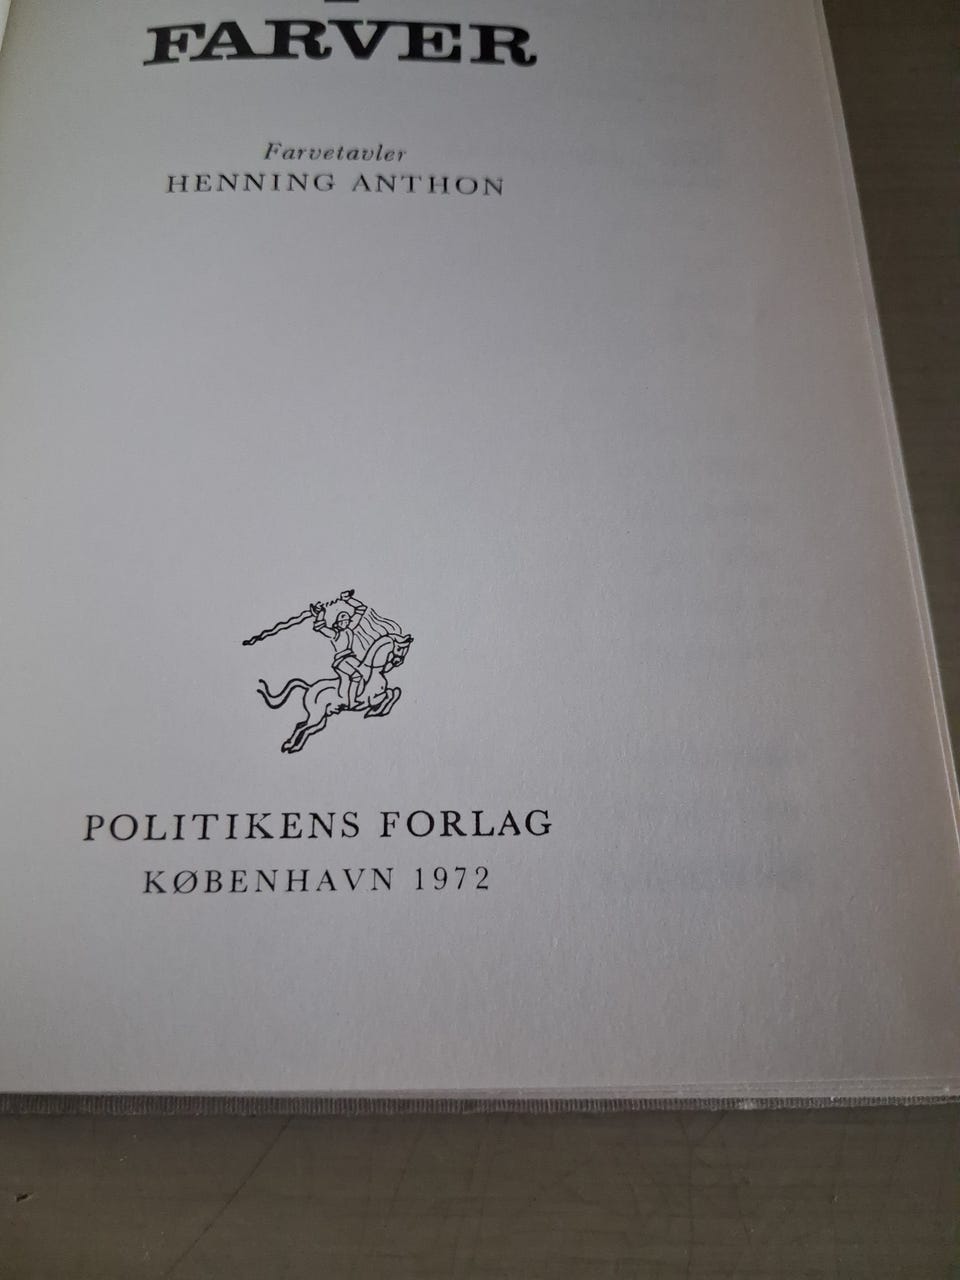 FARVER
Farvetavler
HENNING ANTHON
POLITIKENS FORLAG
KØBENHAVN 1972